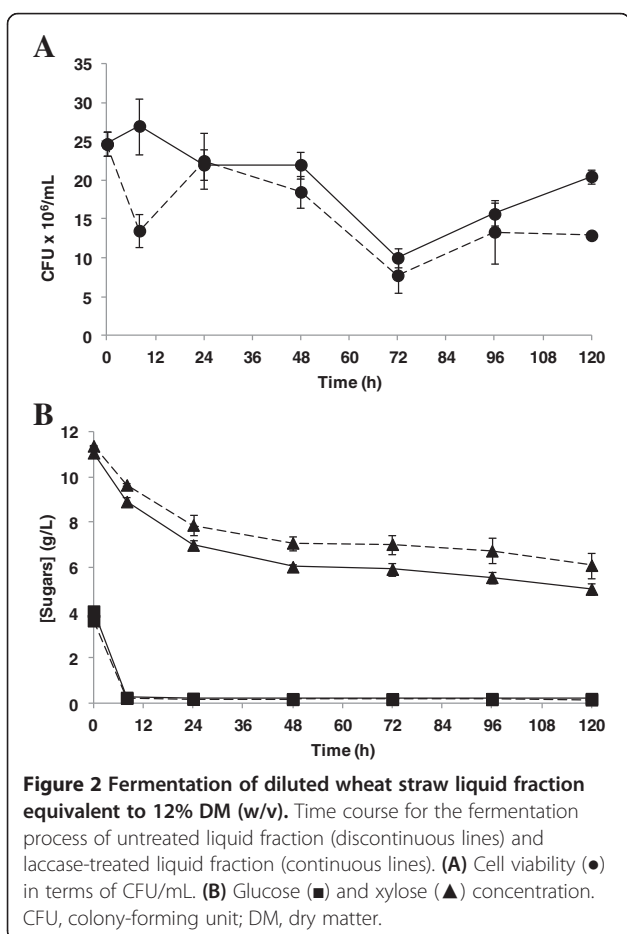 A
35
30
25
20
15
10
5
0
CFU x 10⁶/mL
0 12 24 36 48 60 72 84 96 108 120
Time (h)
B
12
10
8
6
4
2
0
[Sugars] (g/L)
0 12 24 36 48 60 72 84 96 108 120
Time (h)
Figure 2 Fermentation of diluted wheat straw liquid fraction
equivalent to 12% DM (w/v). Time course for the fermentation
process of untreated liquid fraction (discontinuous lines) and
laccase-treated liquid fraction (continuous lines). (A) Cell viability (●)
in terms of CFU/mL. (B) Glucose (■) and xylose (▲) concentration.
CFU, colony-forming unit; DM, dry matter.